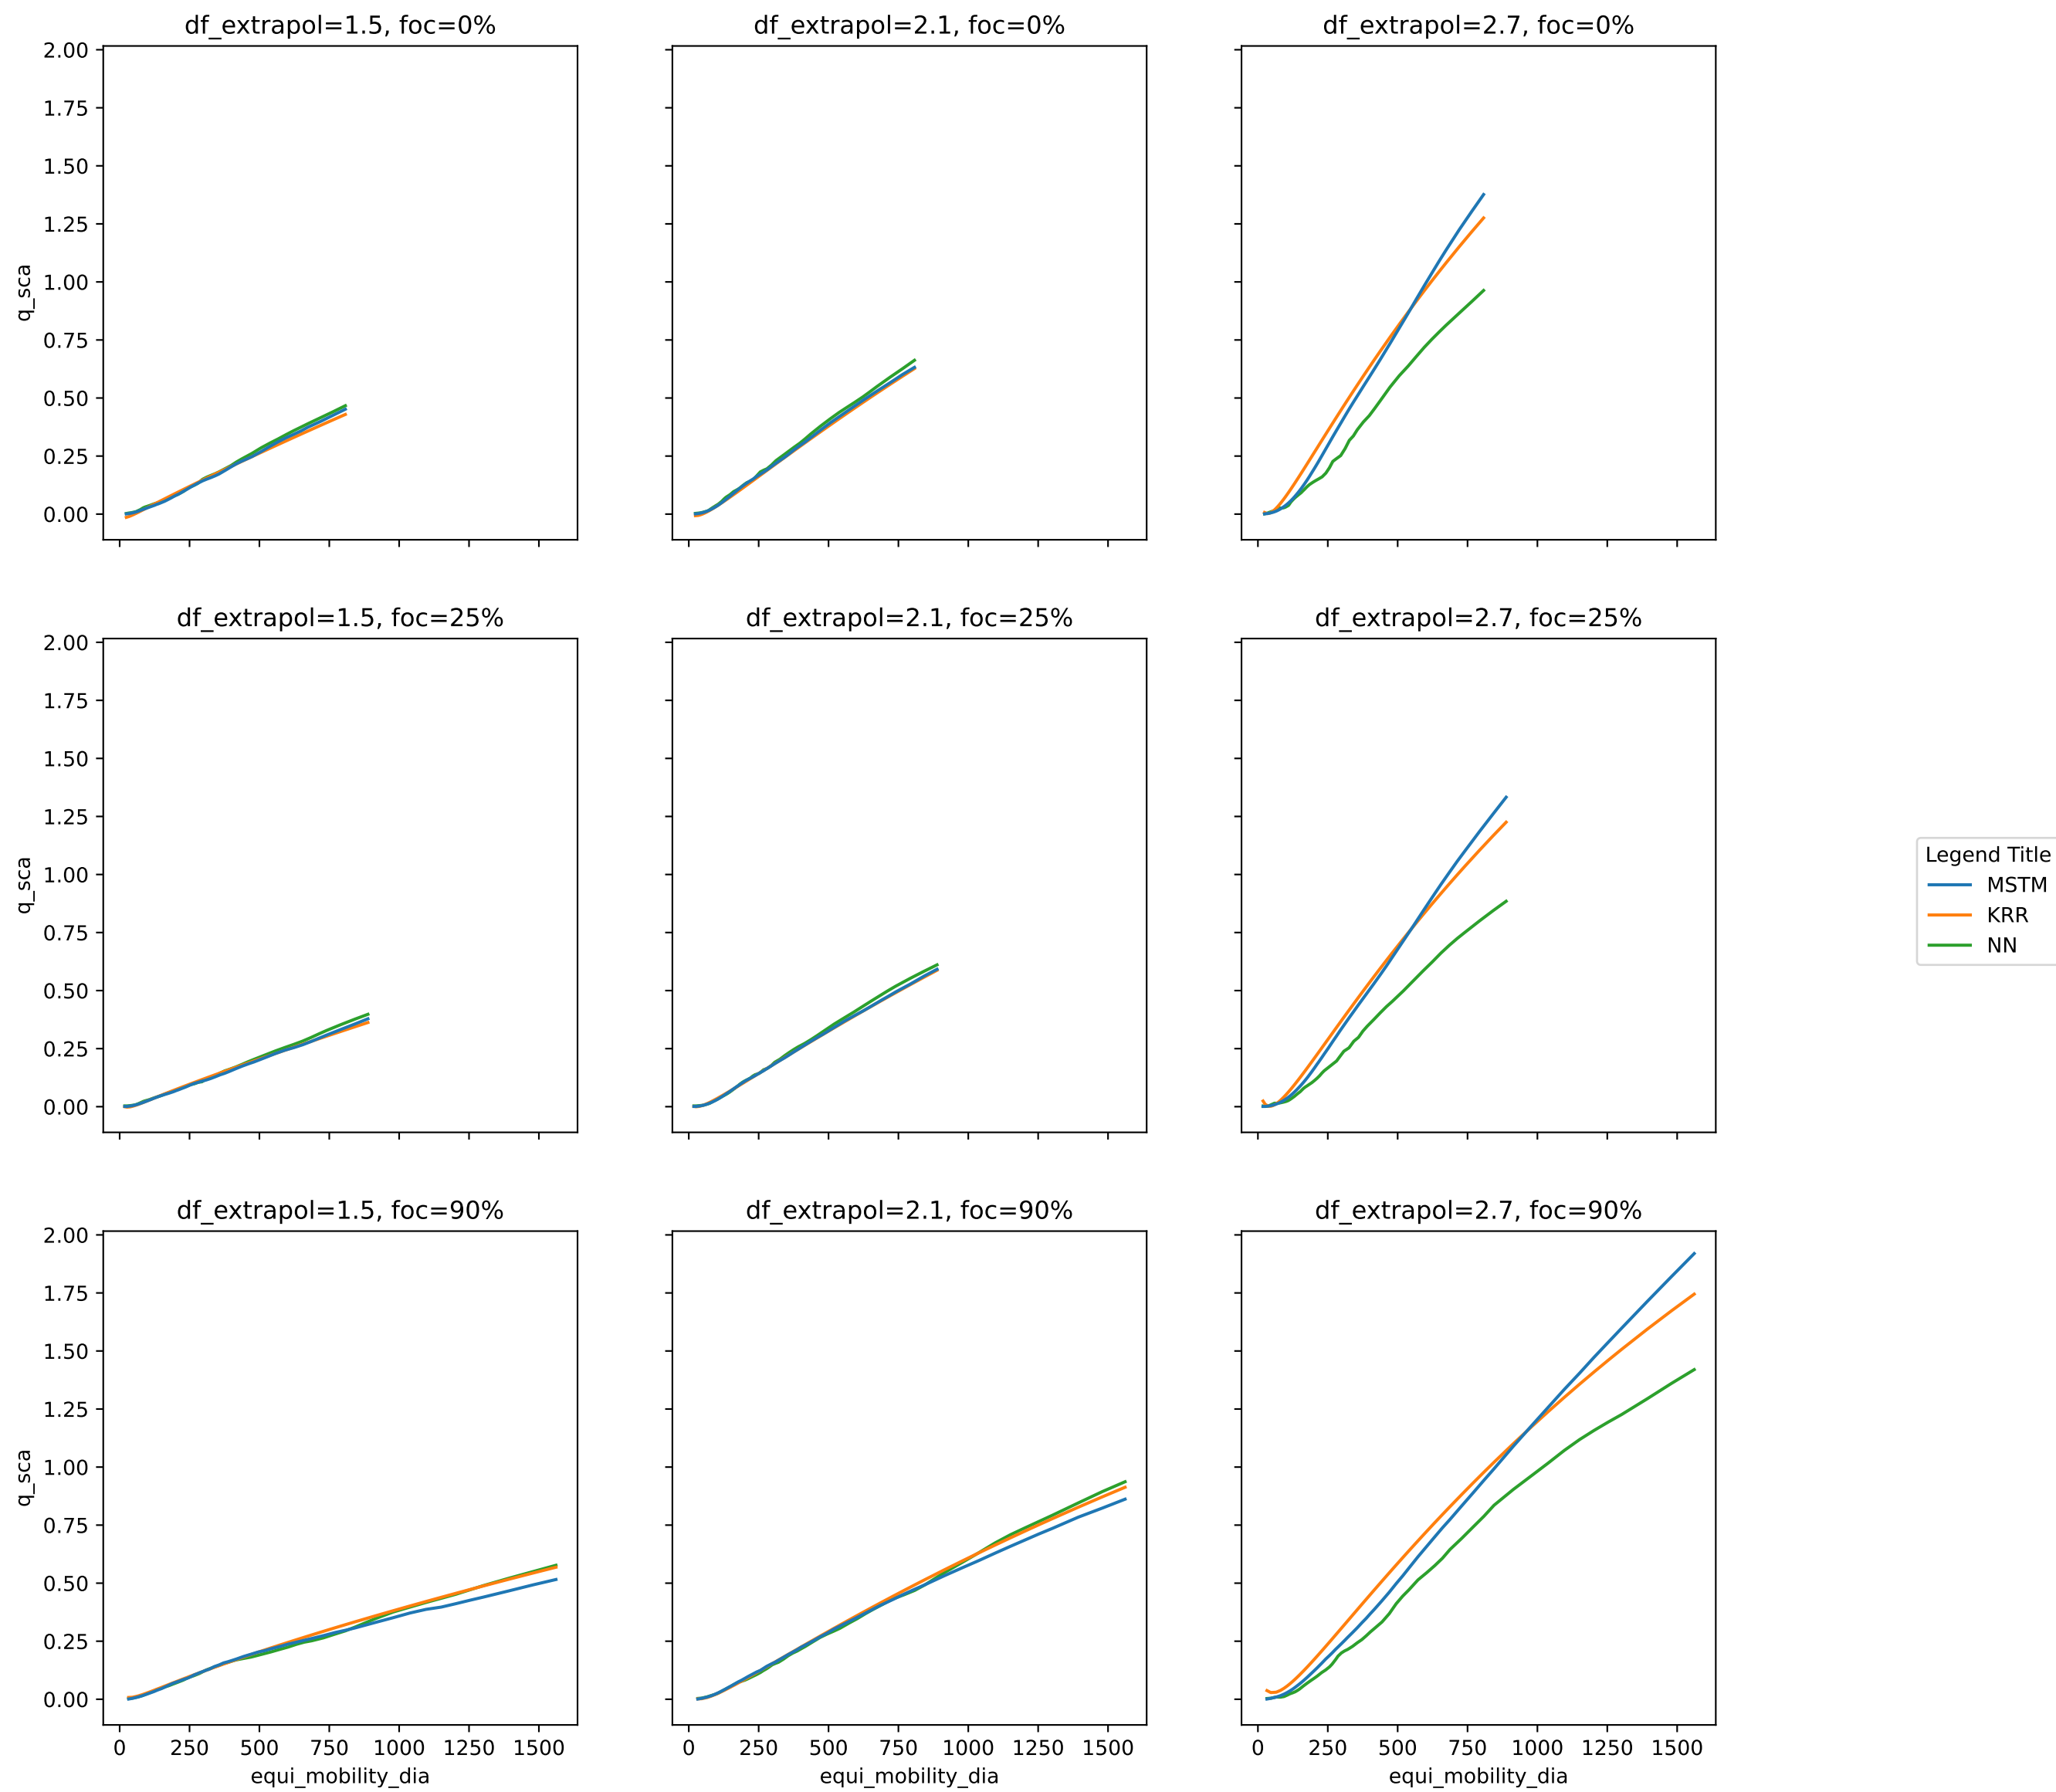 df_extrapol=1.5, foc=0%
df_extrapol=2.1, foc=0%
df_extrapol=2.7, foc=0%
2.00
1.75
1.50
1.25
1.00
0.75
0.50
0.25
0.00
q_sca
df_extrapol=1.5, foc=25%
df_extrapol=2.1, foc=25%
df_extrapol=2.7, foc=25%
2.00
1.75
1.50
1.25
1.00
0.75
0.50
0.25
0.00
q_sca
Legend Title
MSTM
KRR
NN
df_extrapol=1.5, foc=90%
df_extrapol=2.1, foc=90%
df_extrapol=2.7, foc=90%
2.00
1.75
1.50
1.25
1.00
0.75
0.50
0.25
0.00
q_sca
0 250 500 750 1000 1250 1500
0 250 500 750 1000 1250 1500
0 250 500 750 1000 1250 1500
equi_mobility_dia
equi_mobility_dia
equi_mobility_dia